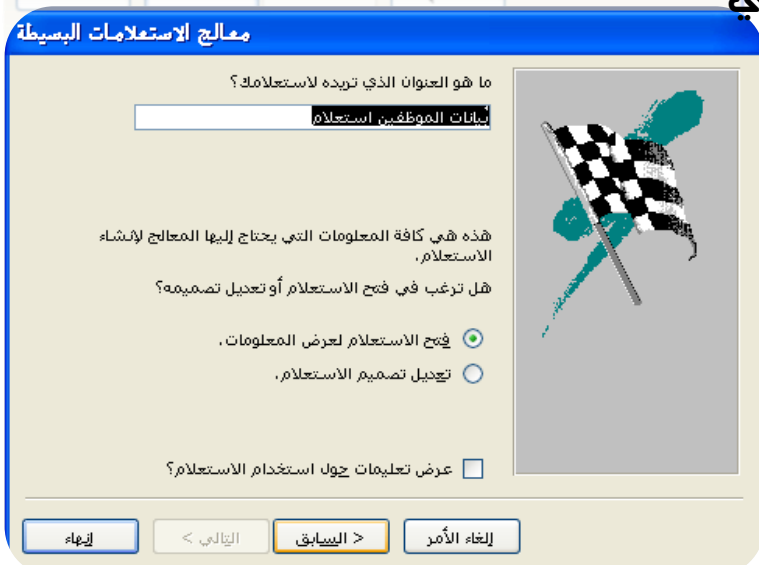 معالج الاستعلامات البسيطة
ما هو العنوان الذي تريده لاستعلامك؟
بيانات الموظفين استعلام
هذه هي كافة المعلومات التي يحتاج إليها المعالج لإنشاء
الاستعلام.
هل ترغب في فتح الاستعلام أو تعديل تصميمه؟
فتح الاستعلام لعرض المعلومات.
تعديل تصميم الاستعلام.
عرض تعليمات حول استخدام الاستعلام؟
إلغاء الأمر
< السابق
التالي >
إنهاء